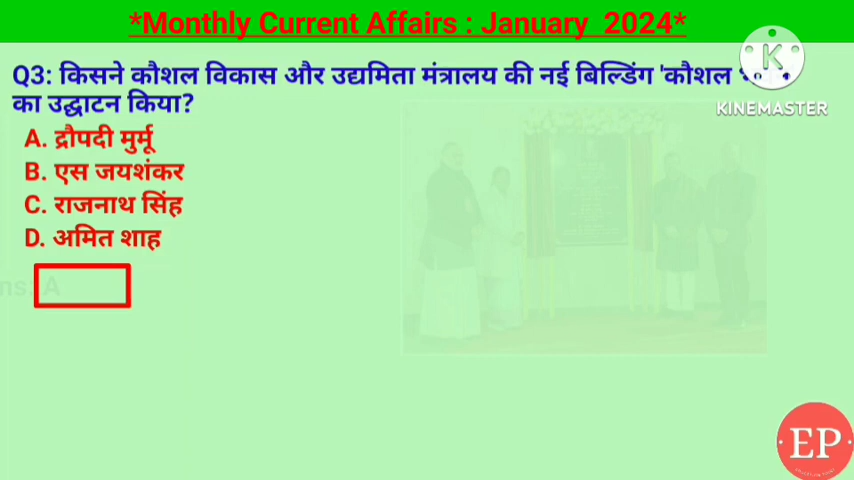 *Monthly Current Affairs : January 2024*
Q3: किसने कौशल विकास और उद्यमिता मंत्रालय की नई बिल्डिंग 'कौशल
का उद्घाटन किया?
A. द्रौपदी मुर्मू
B. एस जयशंकर
C. राजनाथ सिंह
D. अमित शाह
ns: A
K
KINEMASTER
EP